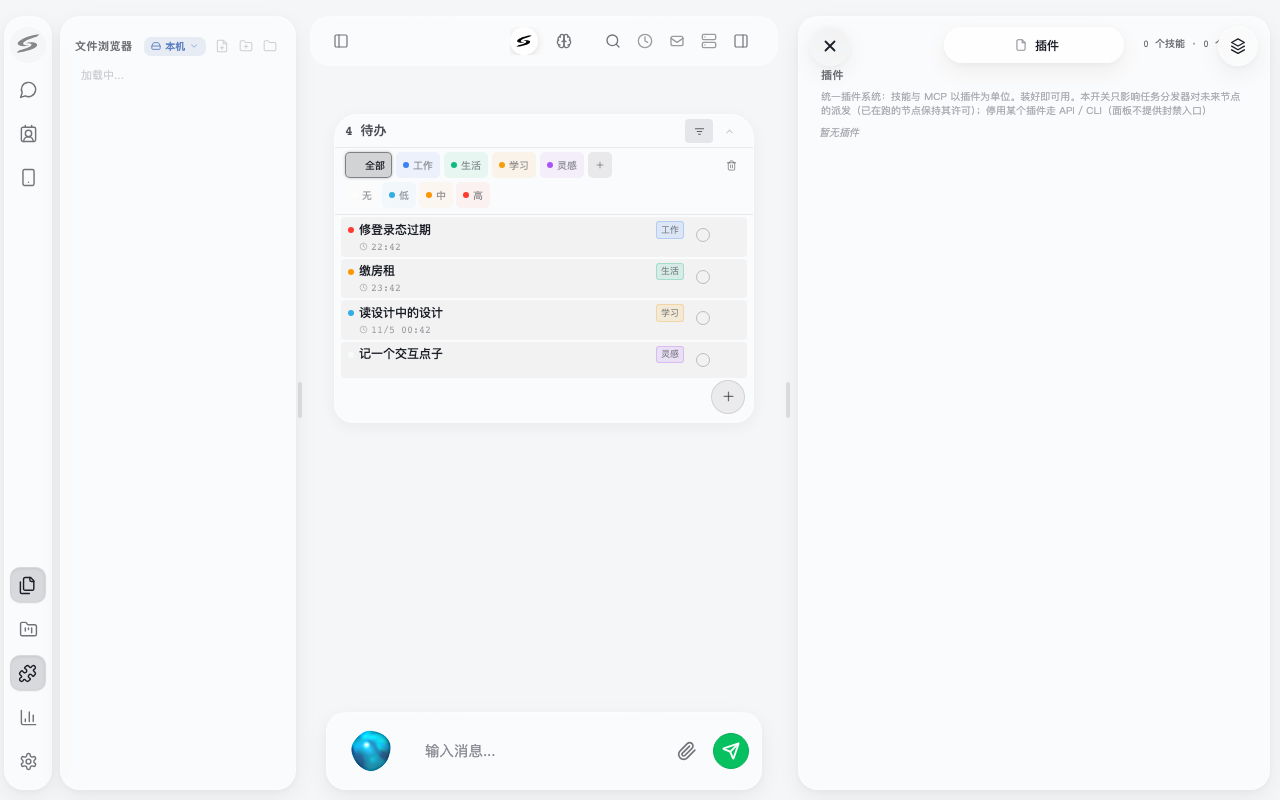 文件浏览器
本机
加载中...
4 待办
全部
工作
生活
学习
灵感
无
低
中
高
修登录态过期
工作
22:42
缴房租
生活
23:42
读设计中的设计
学习
11/5 00:42
记一个交互点子
灵感
输入消息...
插件
0 个技能 · 0
插件
统一插件系统：技能与 MCP 以插件为单位。装好即可用。本开关只影响任务分发器对未来节点
的派发（已在跑的节点保持其许可）；停用某个插件走 API / CLI（面板不提供封禁入口）
暂无插件